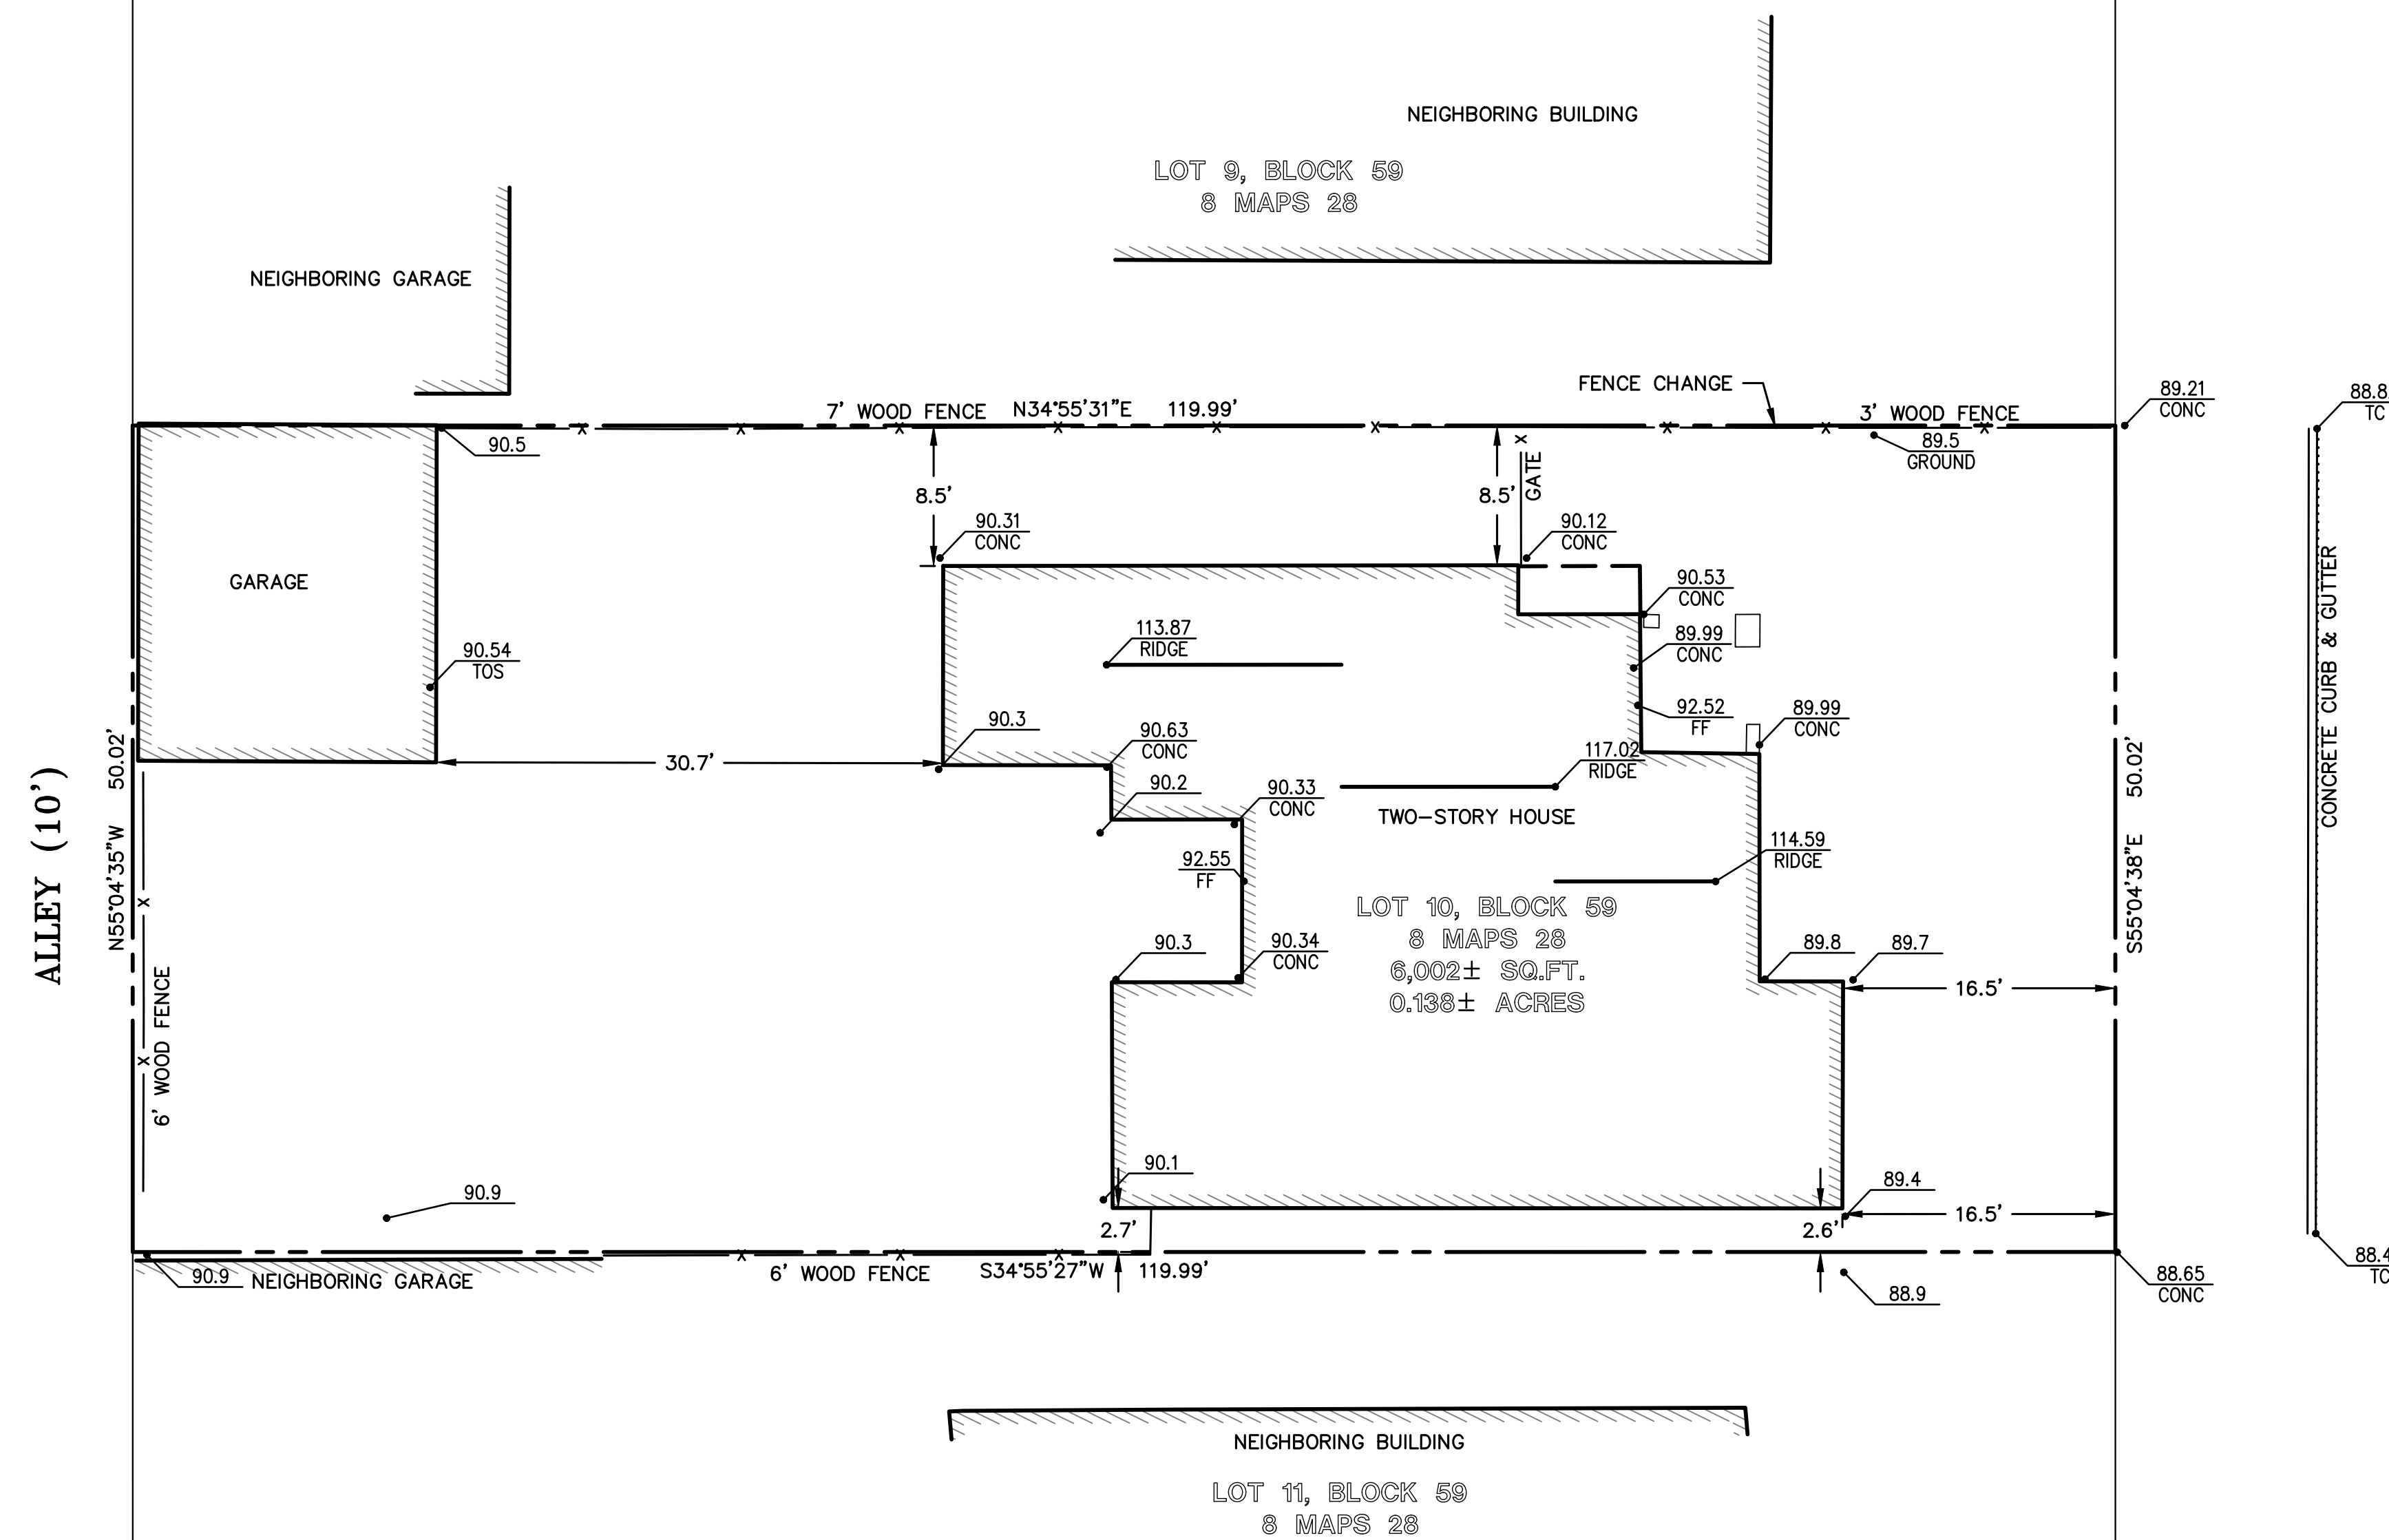 NEIGHBORING BUILDING
LOT 9, BLOCK 59
8 MAPS 28
NEIGHBORING GARAGE
FENCE CHANGE
7' WOOD FENCE N34°55'31"E 119.99'
3' WOOD FENCE
89.21
CONC
88.8
TC
90.5
89.5
GROUND
8.5'
8.5'
GATE
90.31
CONC
90.12
CONC
GARAGE
90.53
CONC
113.87
RIDGE
89.99
CONC
90.54
TOS
92.52
FF
89.99
CONC
90.3
90.63
CONC
117.02
RIDGE
30.7'
90.2
90.33
CONC
TWO-STORY HOUSE
92.55
FF
114.59
RIDGE
CONCRETE CURB & GUTTER
ALLEY (10')
N55°04'35"W 50.02'
S55°04'38"E 50.02'
LOT 10, BLOCK 59
8 MAPS 28
6,002± SQ.FT.
0.138± ACRES
90.3
90.34
CONC
89.8
89.7
16.5'
6' WOOD FENCE
90.1
90.9
89.4
16.5'
2.7'
2.6'
90.9
NEIGHBORING GARAGE
6' WOOD FENCE S34°55'27"W 119.99'
88.9
88.65
CONC
88.4
TC
NEIGHBORING BUILDING
LOT 11, BLOCK 59
8 MAPS 28